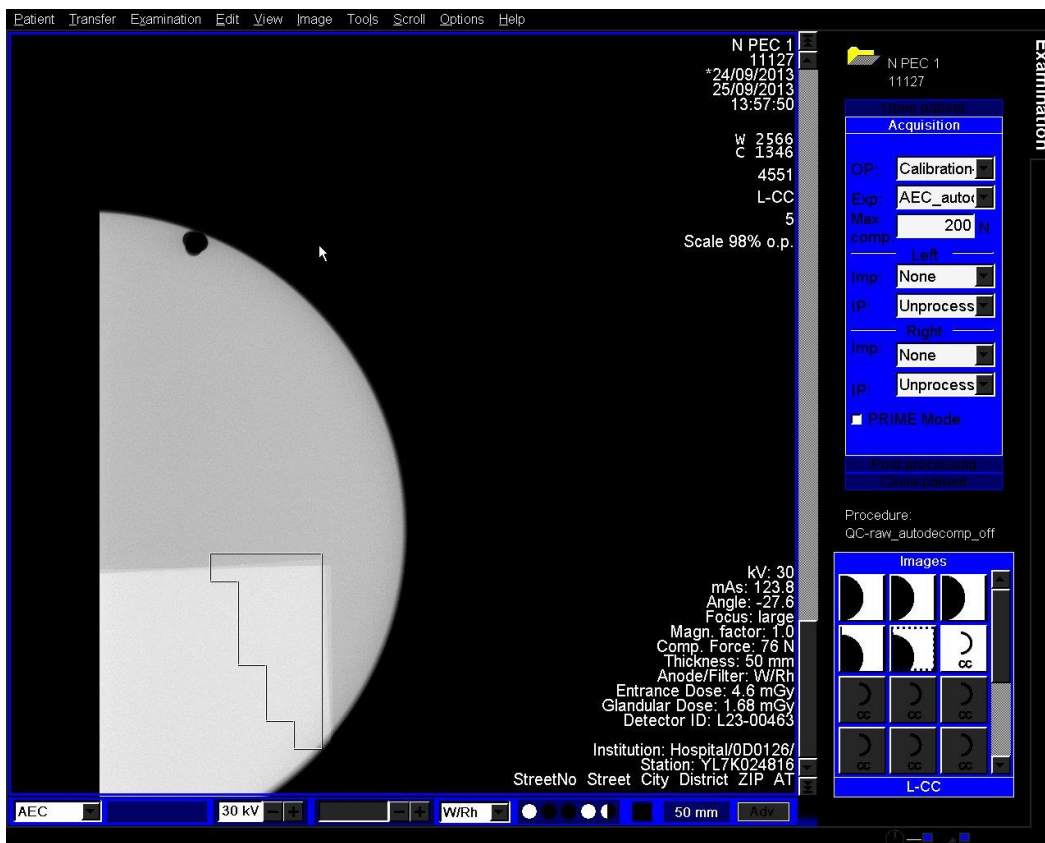 Patient Transfer Examination Edit View Image Tools Scroll Options Help
N PEC 1
11127
*24/09/2013
25/09/2013
13:57:50
W 2566
C 1346
4551
L-CC
5
Scale 98% o.p.
kV: 30
mAs: 123.8
Angle: -27.6
Focus: large
Magn. factor: 1.0
Comp. Force: 76 N
Thickness: 50 mm
Anode/Filter: W/Rh
Entrance Dose: 4.6 mGy
Glandular Dose: 1.68 mGy
Detector ID: L23-00463
Institution: Hospital/0D0126/
Station: YL7K024816
StreetNo Street City District ZIP AT
AEC 30 kV - + - + W/Rh 50 mm Adv
N PEC 1
11127
Examination
Open patient
Acquisition
OP: Calibration-
Exp: AEC_auto
Max comp: 200 N
Left
Imp: None
IP: Unprocess
Right
Imp: None
IP: Unprocess
PRIME Mode
Post processing
Close patient
Procedure:
QC-raw_autodecomp_off
Images
CC
CC CC CC
CC CC CC
L-CC